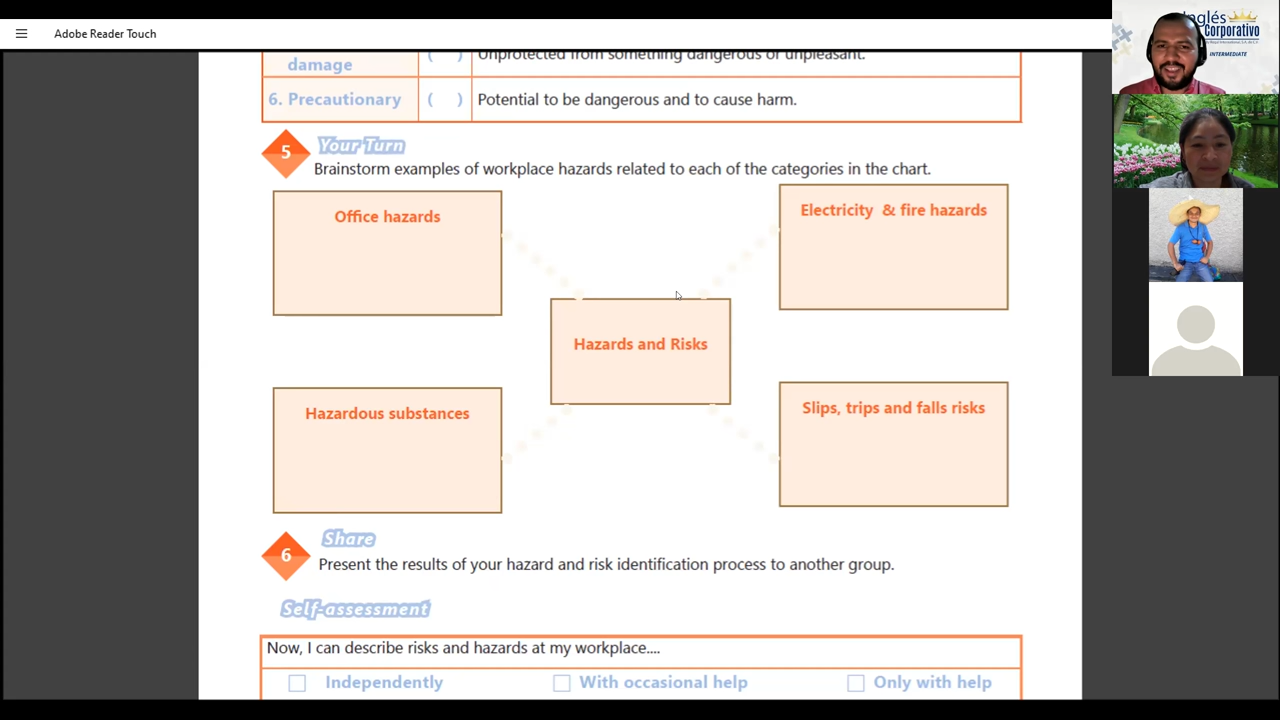 Adobe Reader Touch
Inglés
Corporativo
INTERMEDIATE
damage ( ) Unprotected from something dangerous or unpleasant.
6. Precautionary ( ) Potential to be dangerous and to cause harm.
5 Your Turn
Brainstorm examples of workplace hazards related to each of the categories in the chart.
Office hazards
Electricity & fire hazards
Hazards and Risks
Hazardous substances
Slips, trips and falls risks
6 Share
Present the results of your hazard and risk identification process to another group.
Self-assessment
Now, I can describe risks and hazards at my workplace....
Independently With occasional help Only with help